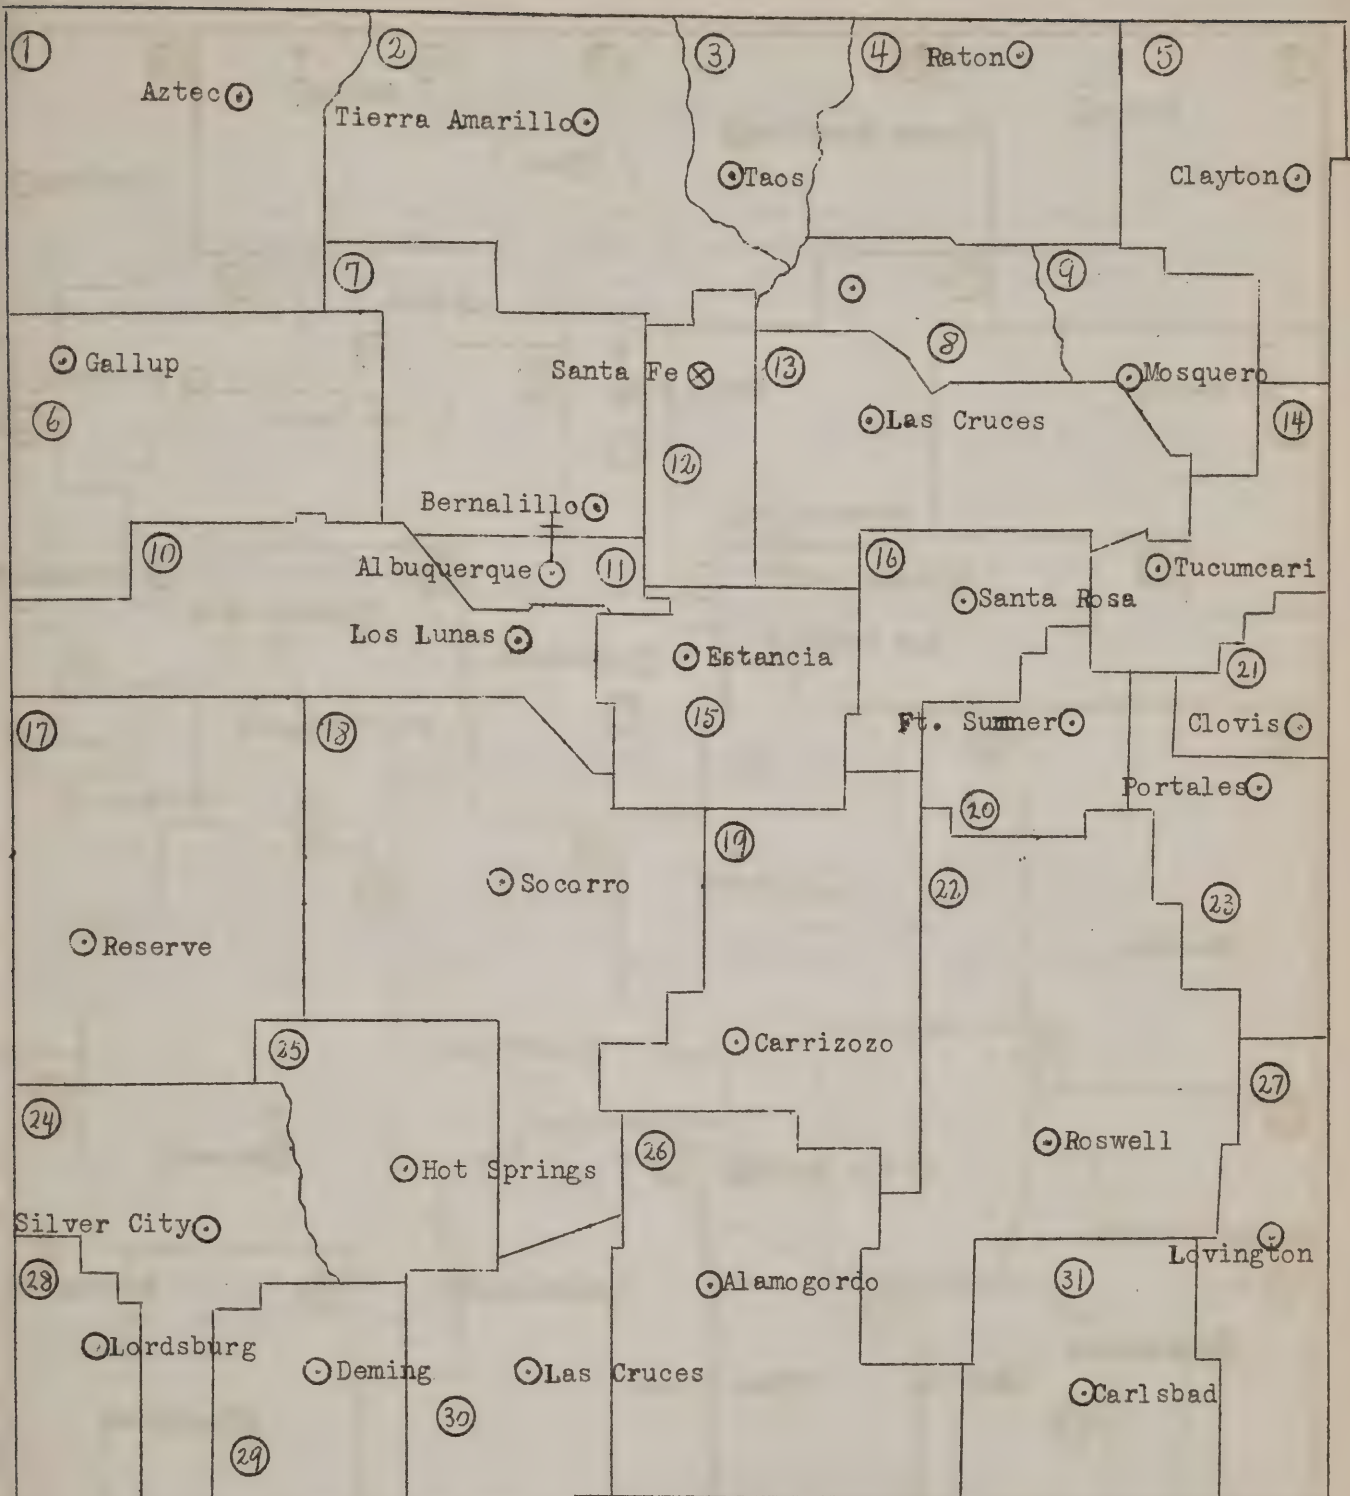 1
2
3
4
Raton
5
Aztec
Tierra Amarillo
Taos
Clayton
7
9
8
Gallup
Santa Fe
13
Mosquero
6
Las Cruces
14
12
Bernalillo
10
Albuquerque
11
16
Tucumcari
Santa Rosa
Los Lunas
Estancia
21
17
18
15
Ft. Sumner
Clovis
Portales
20
19
Socorro
22
23
Reserve
25
Carrizozo
27
24
26
Roswell
Hot Springs
Silver City
Lovington
28
Alamogordo
31
Lordsburg
Deming
Las Cruces
Carlsbad
30
29